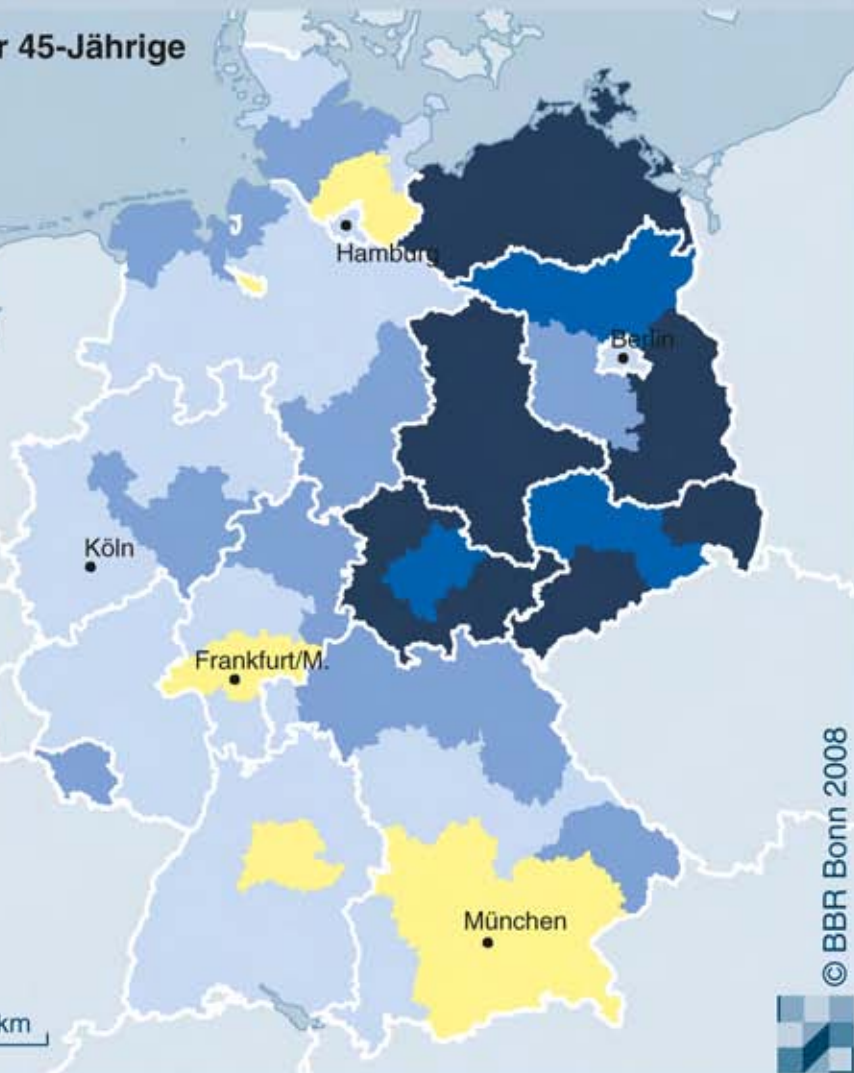 r 45-Jährige
Hamburg
Berlin
Köln
Frankfurt/M.
München
km
© BBR Bonn 2008